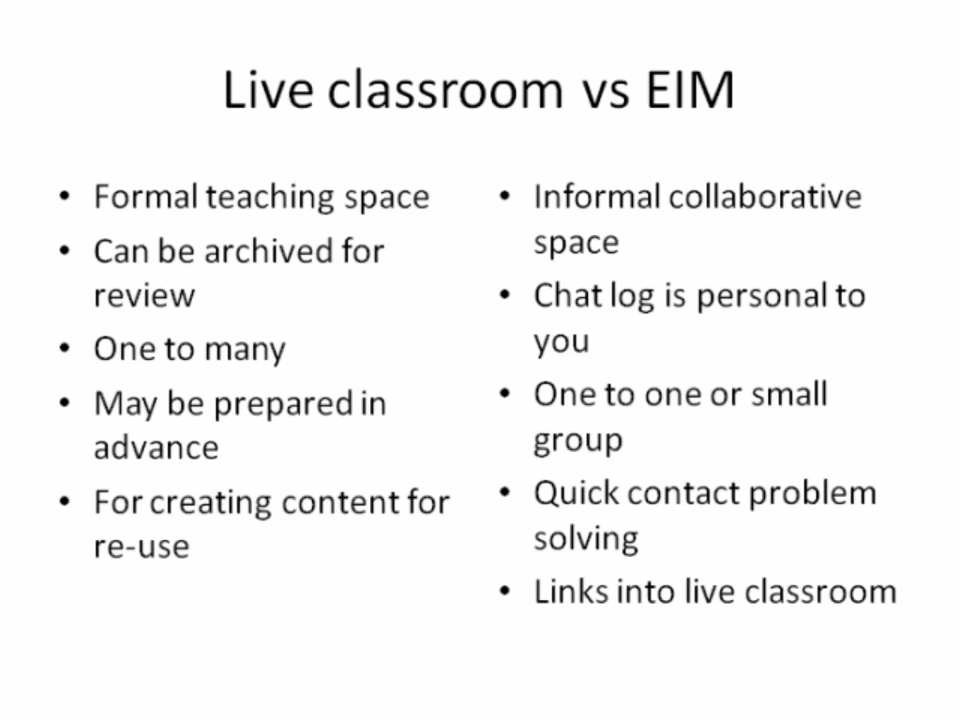 Live classroom vs EIM
• Formal teaching space
• Can be archived for
review
• One to many
• May be prepared in
advance
• For creating content for
re-use
• Informal collaborative
space
• Chat log is personal to
you
• One to one or small
group
• Quick contact problem
solving
• Links into live classroom